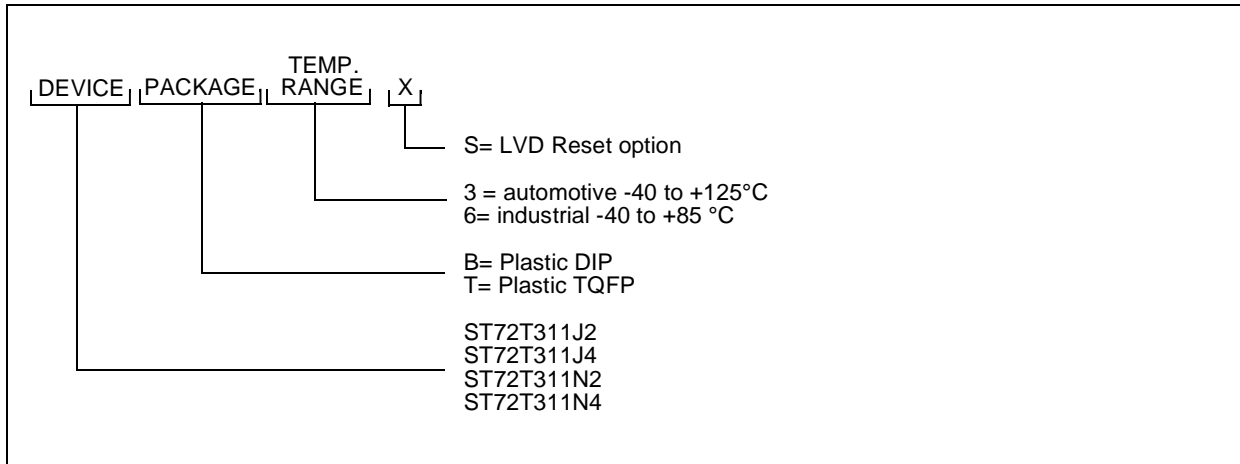 TEMP.
DEVICE PACKAGE RANGE X
S= LVD Reset option
3 = automotive -40 to +125°C
6= industrial -40 to +85 °C
B= Plastic DIP
T= Plastic TQFP
ST72T311J2
ST72T311J4
ST72T311N2
ST72T311N4